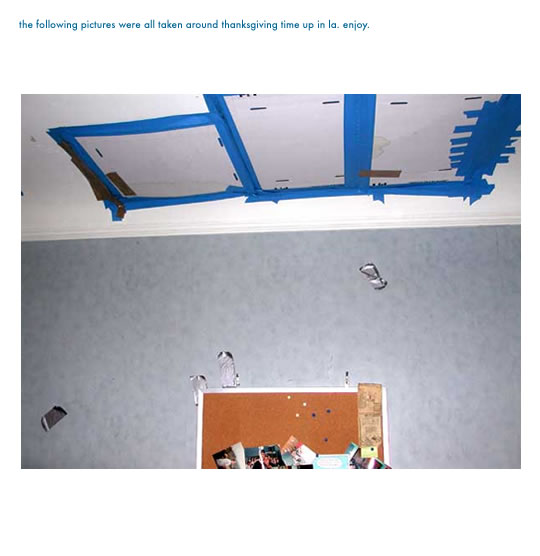 the following pictures were all taken around thanksgiving time up in la. enjoy.